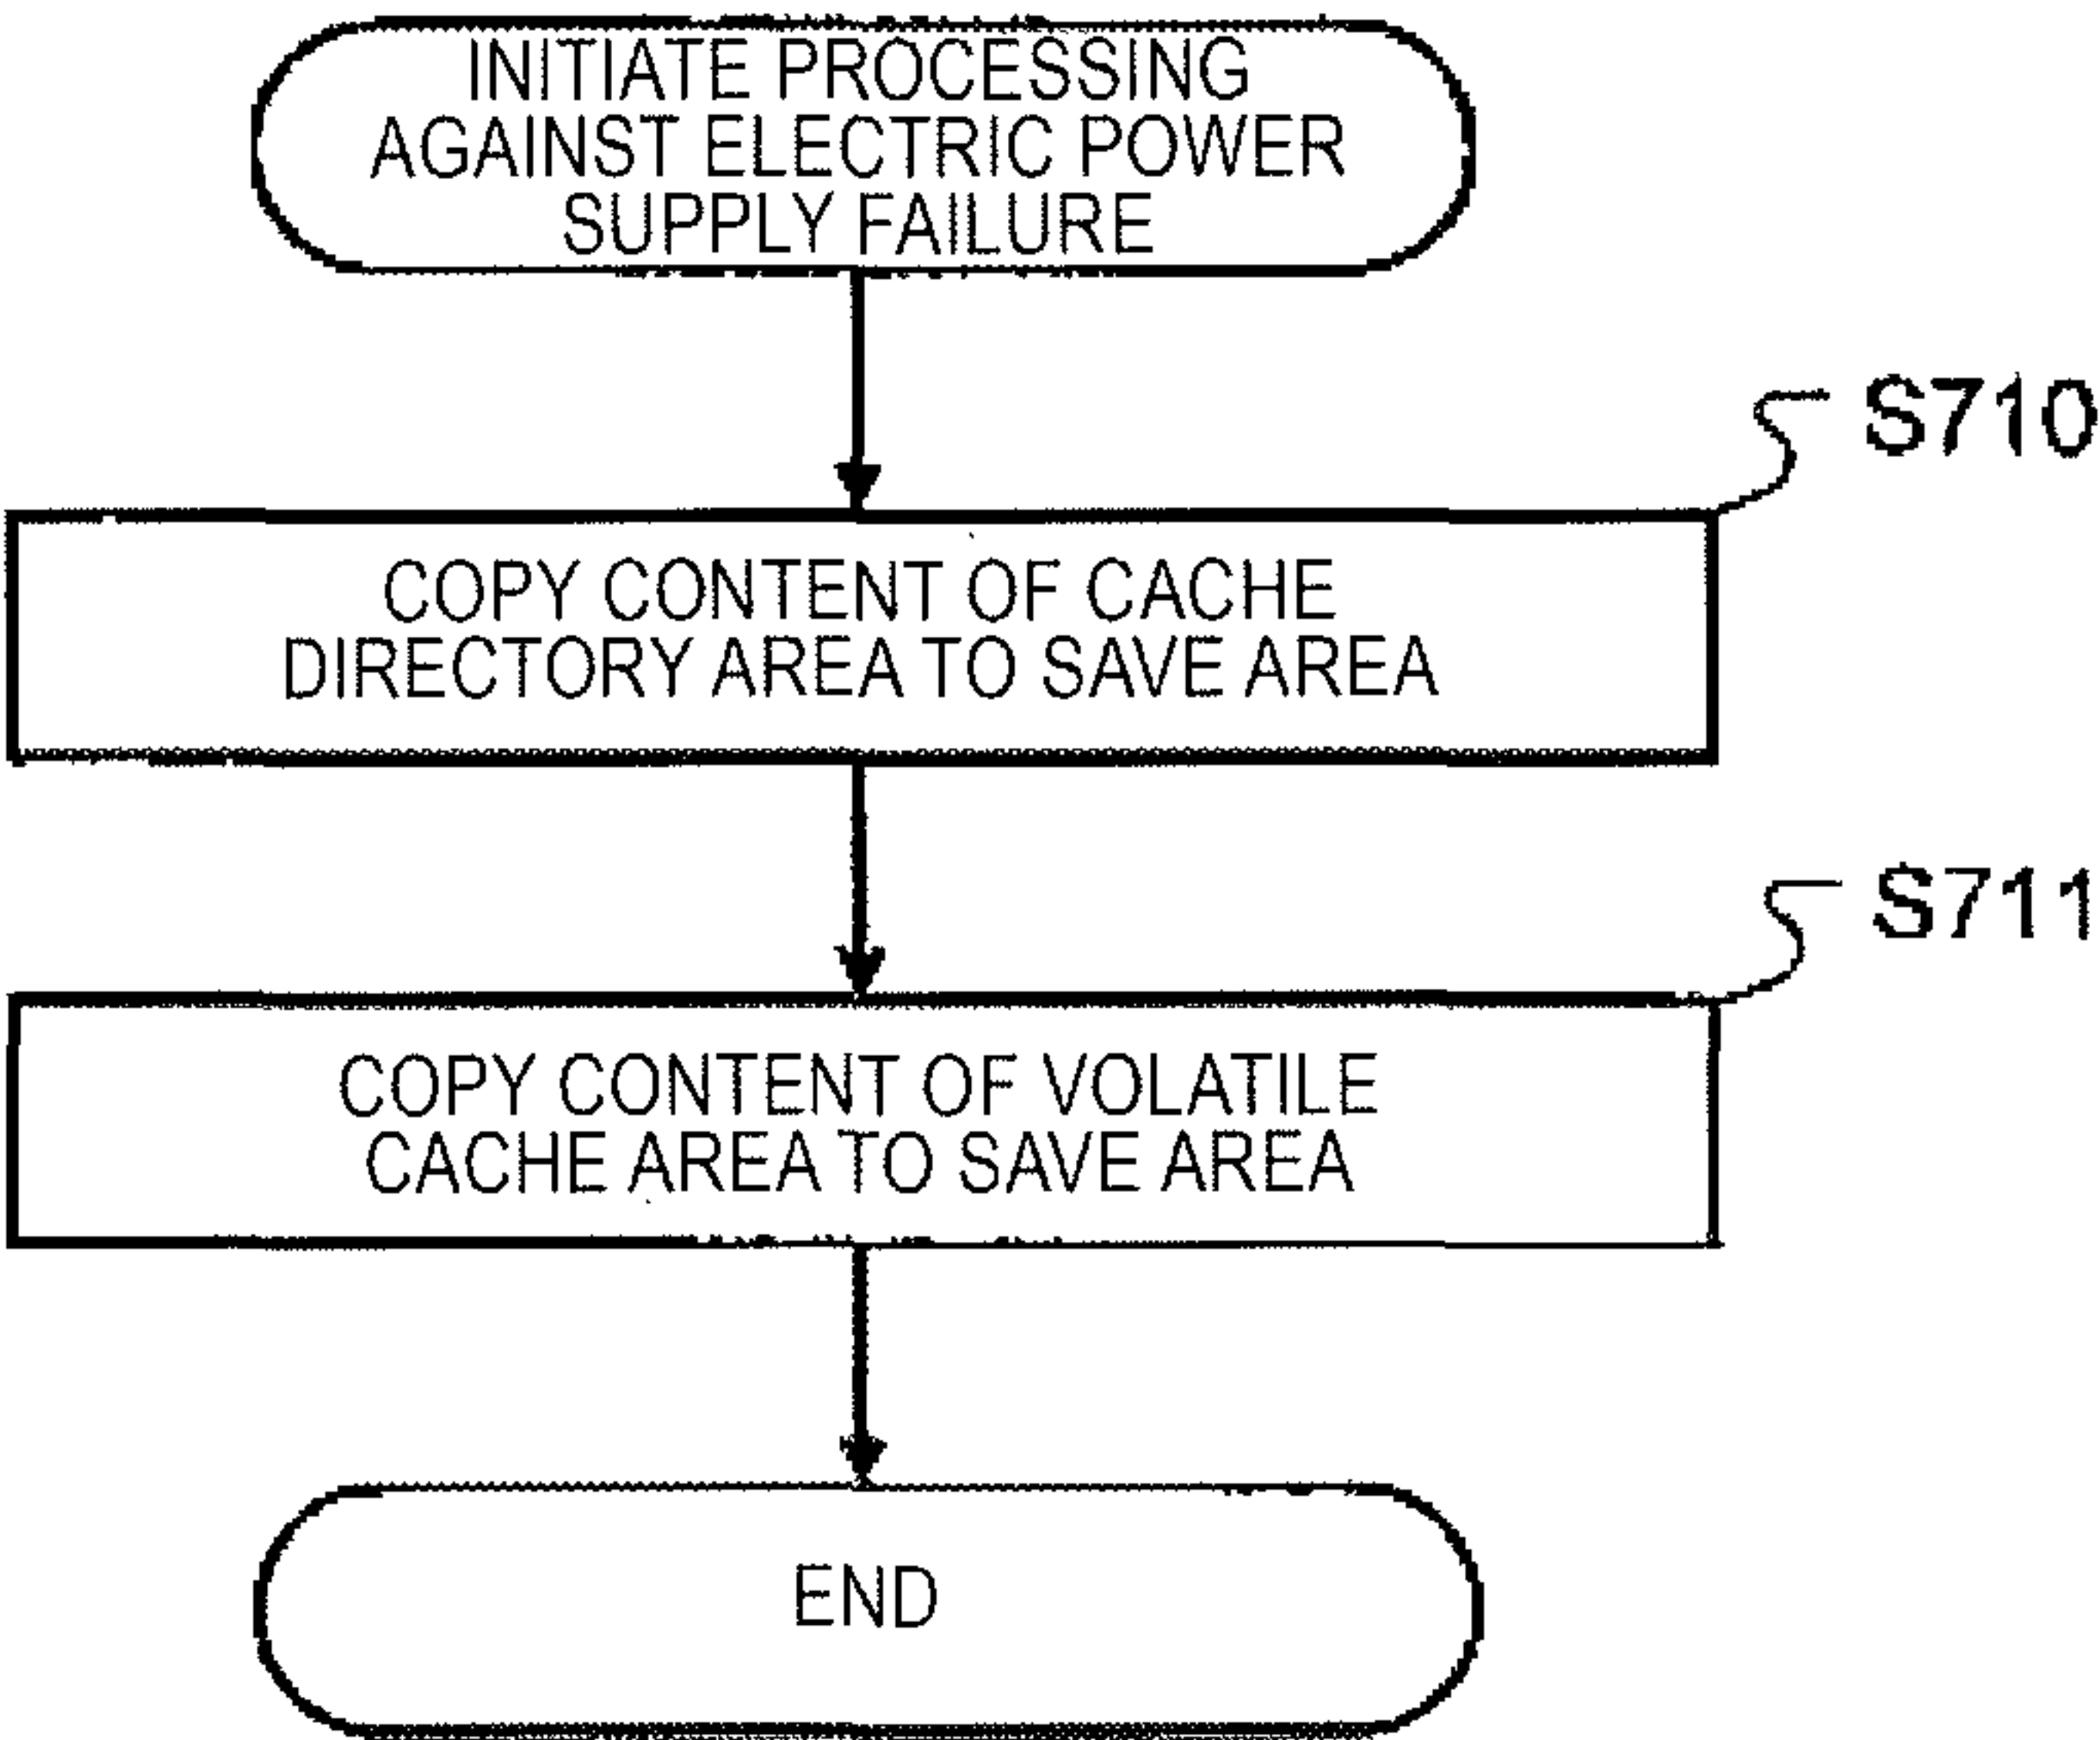 INITIATE PROCESSING
AGAINST ELECTRIC POWER
SUPPLY FAILURE
S710
COPY CONTENT OF CACHE
DIRECTORY AREA TO SAVE AREA
S711
COPY CONTENT OF VOLATILE
CACHE AREA TO SAVE AREA
END